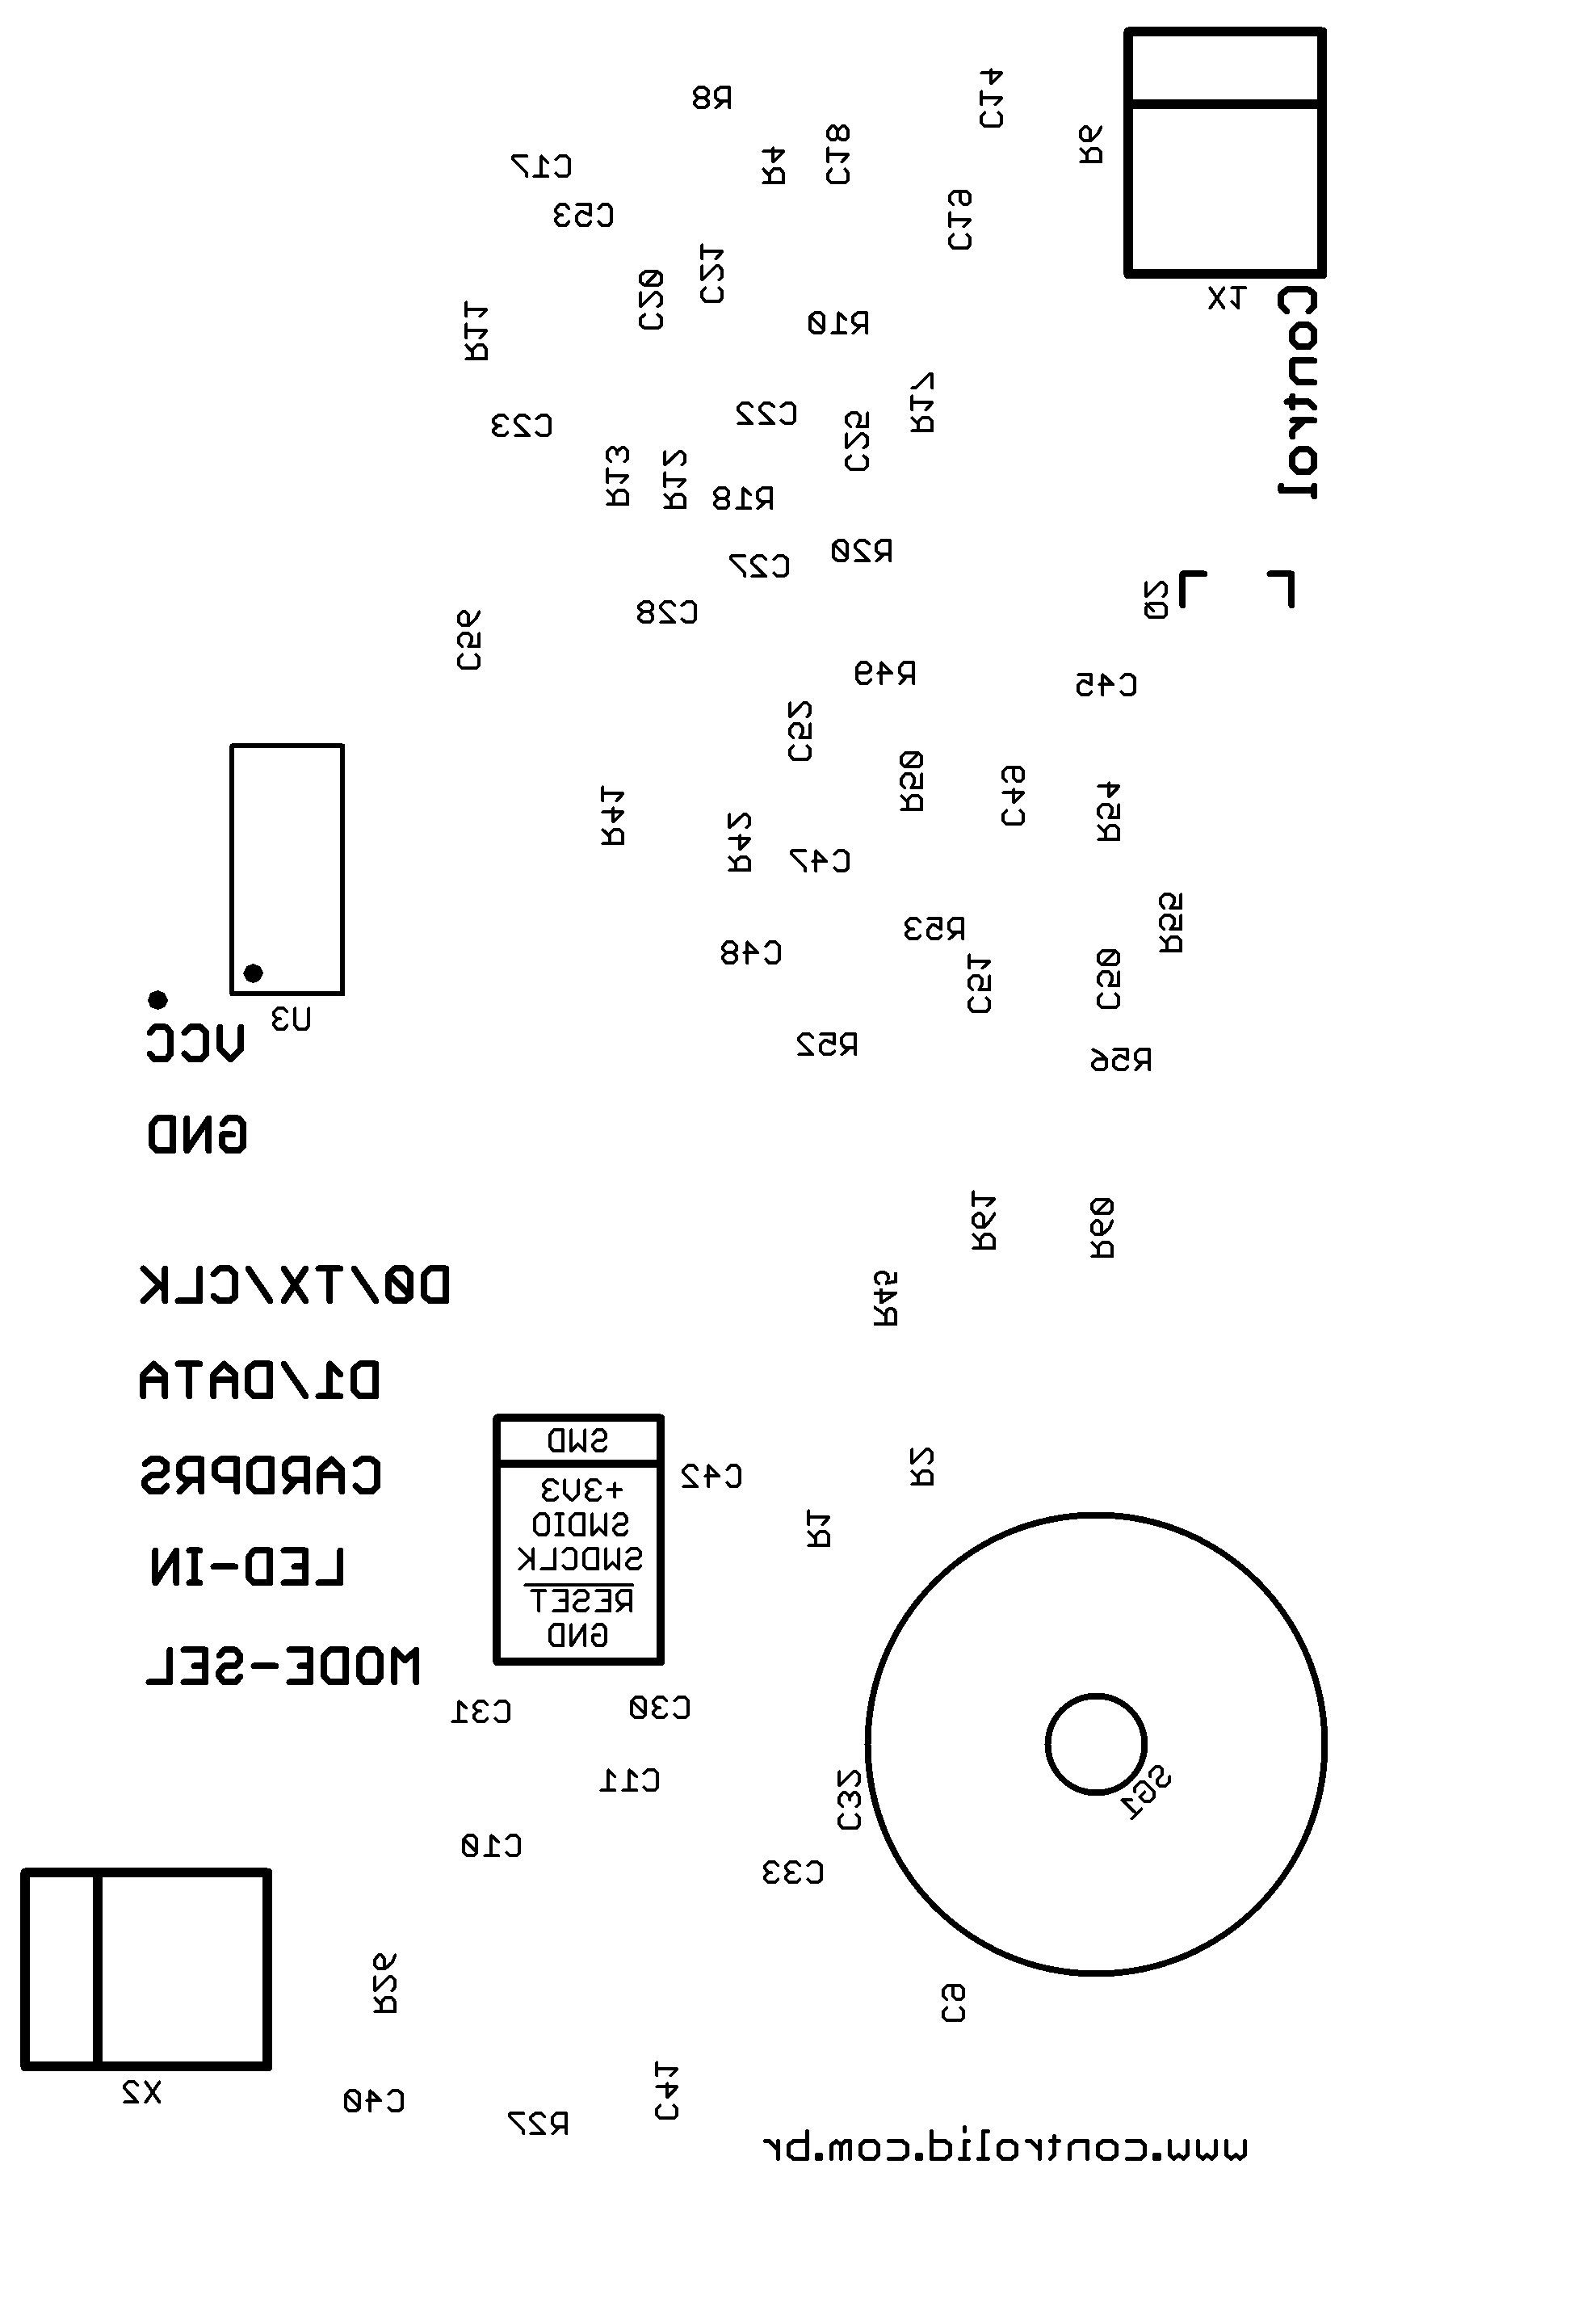 C14
R8
R6
C18
R4
C17
C53
C19
C21
C20
X1
Control
R10
R11
R17
C22
C23
C25
R13
R12
R18
R20
C27
Q2
C28
C56
R49
C45
C52
R50
C49
R54
R41
R42
C47
R55
R53
C48
C51
C50
U3
VCC
R52
R56
GND
R61
R60
D0/TX/CLK
R45
D1/DATA
SWD
R2
CARDPRS
C42
+3V3
SWDIO
R1
SWDCLK
LED-IN
RESET
GND
MODE-SEL
C30
C31
C11
SG1
C32
C10
C33
R26
C9
X2
C40
C41
R27
www.controlid.com.br